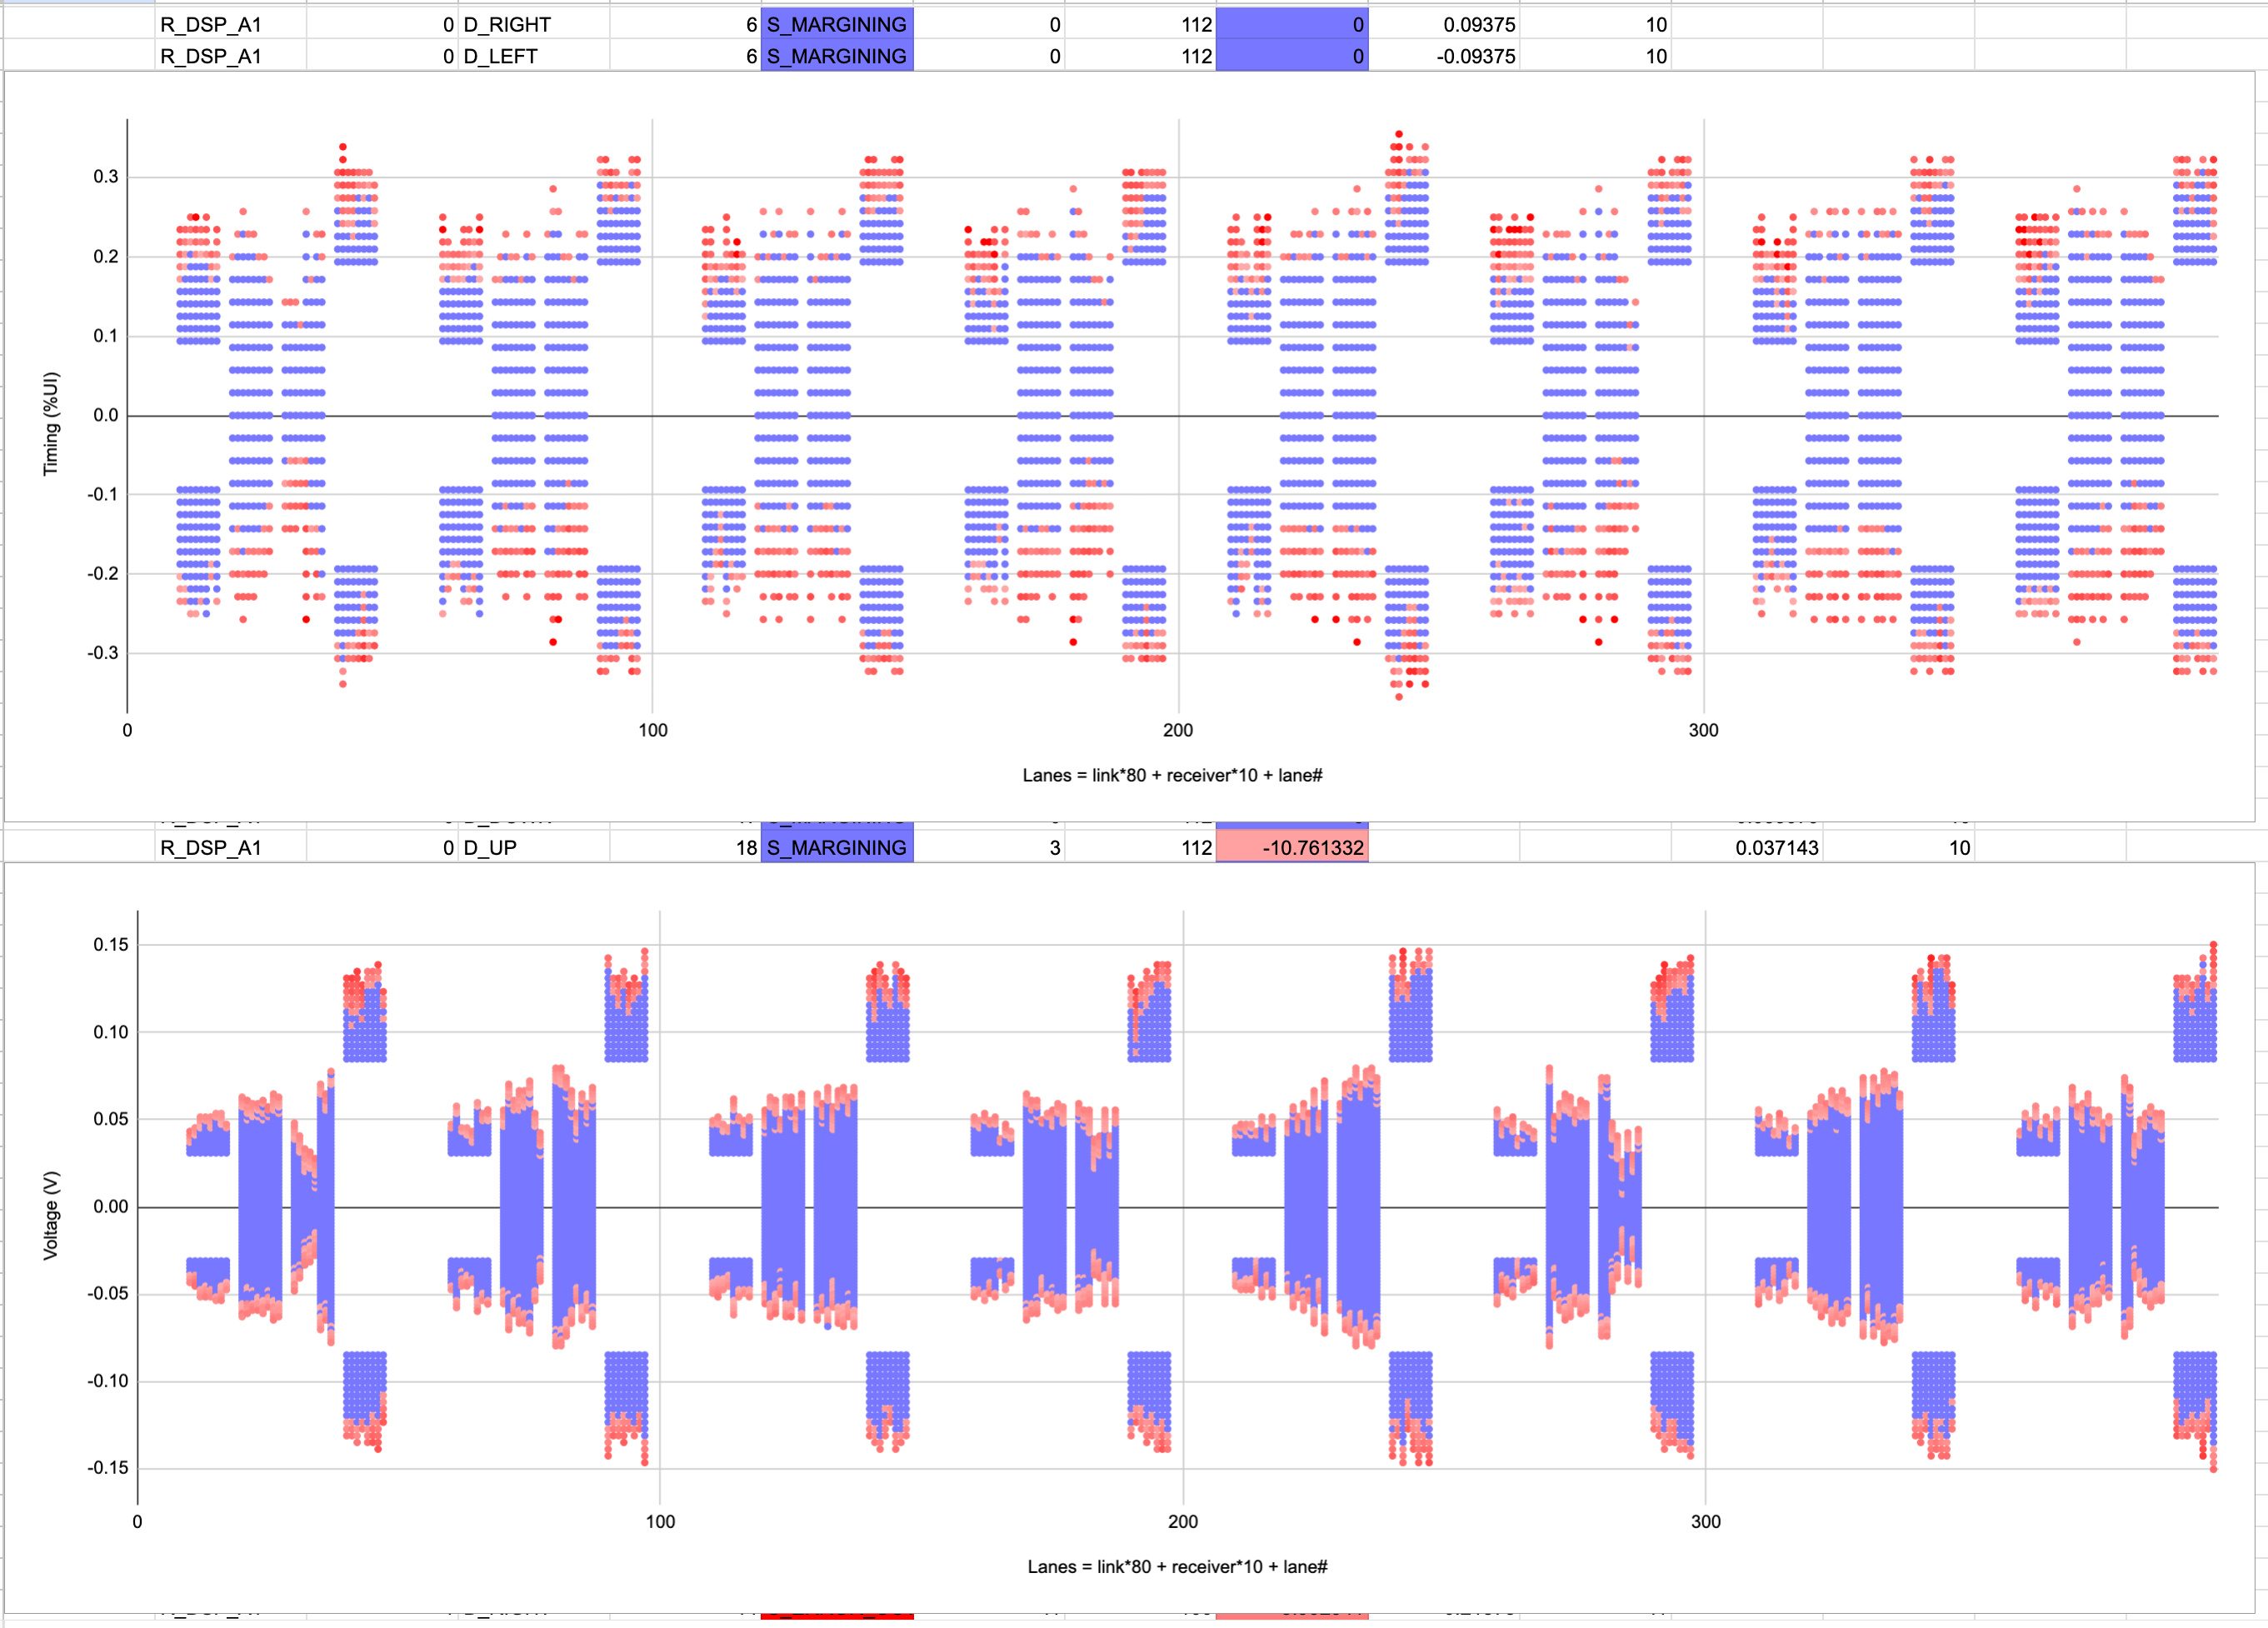 R_DSP_A1 0 D_RIGHT 6 S_MARGINING 0 112 0 0.09375 10
R_DSP_A1 0 D_LEFT 6 S_MARGINING 0 112 0 -0.09375 10
0.3
0.2
0.1
0.0
-0.1
-0.2
-0.3
Timing (%UI)
0 100 200 300
Lanes = link*80 + receiver*10 + lane#
R_DSP_A1 0 D_UP 18 S_MARGINING 3 112 -10.761332 0.037143 10
0.15
0.10
0.05
0.00
-0.05
-0.10
-0.15
Voltage (V)
0 100 200 300
Lanes = link*80 + receiver*10 + lane#